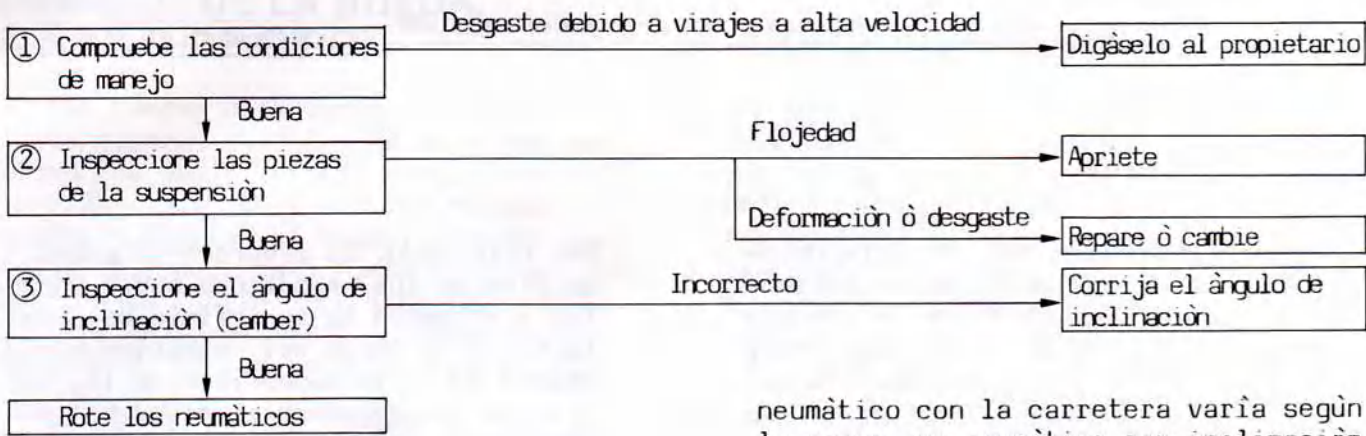 ① Compruebe las condiciones
de manejo
Desgaste debido a virajes a alta velocidad
Digàselo al propietario
Buena
② Inspeccione las piezas
de la suspensiòn
Flojedad
Apriete
Deformaciòn ò desgaste
Repare ò cambie
Buena
③ Inspeccione el àngulo de
inclinaciòn (camber)
Incorrecto
Corrija el àngulo de
inclinaciòn
Buena
Rote los neumàticos
neumàtico con la carretera varîa segùn